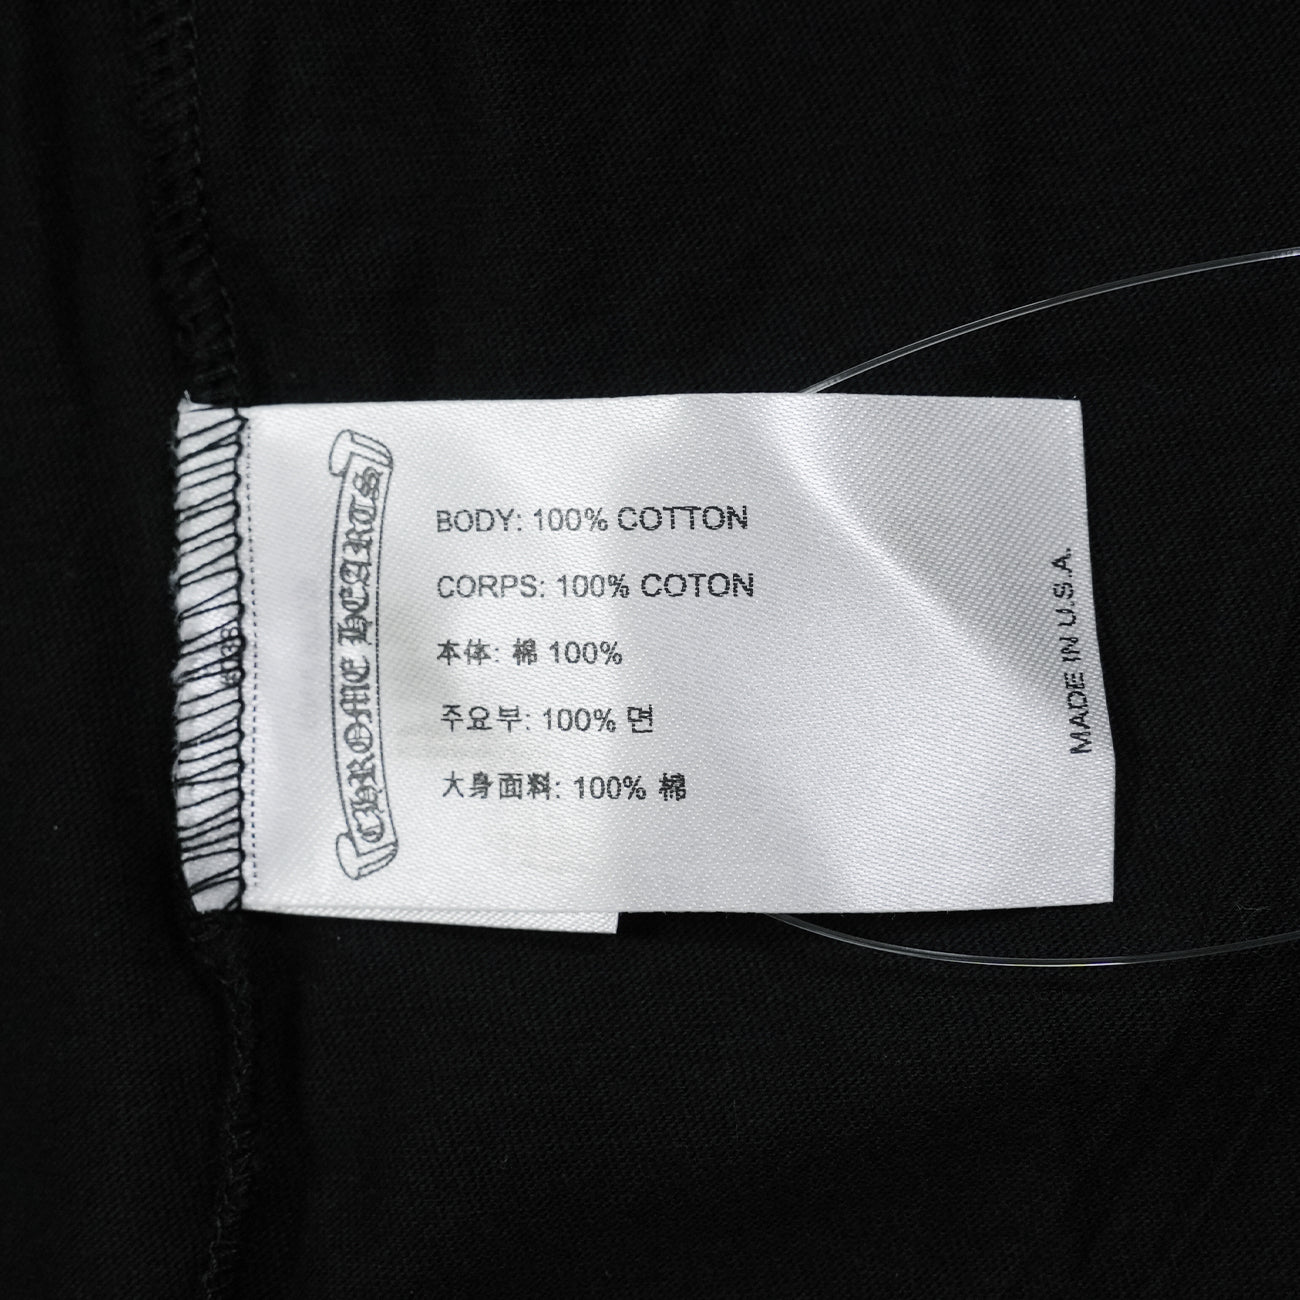 CHROME HEARTS
BODY: 100% COTTON
CORPS: 100% COTON
本体: 棉 100%
주요부: 100% 면
大身面料: 100% 棉
MADE IN U.S.A.